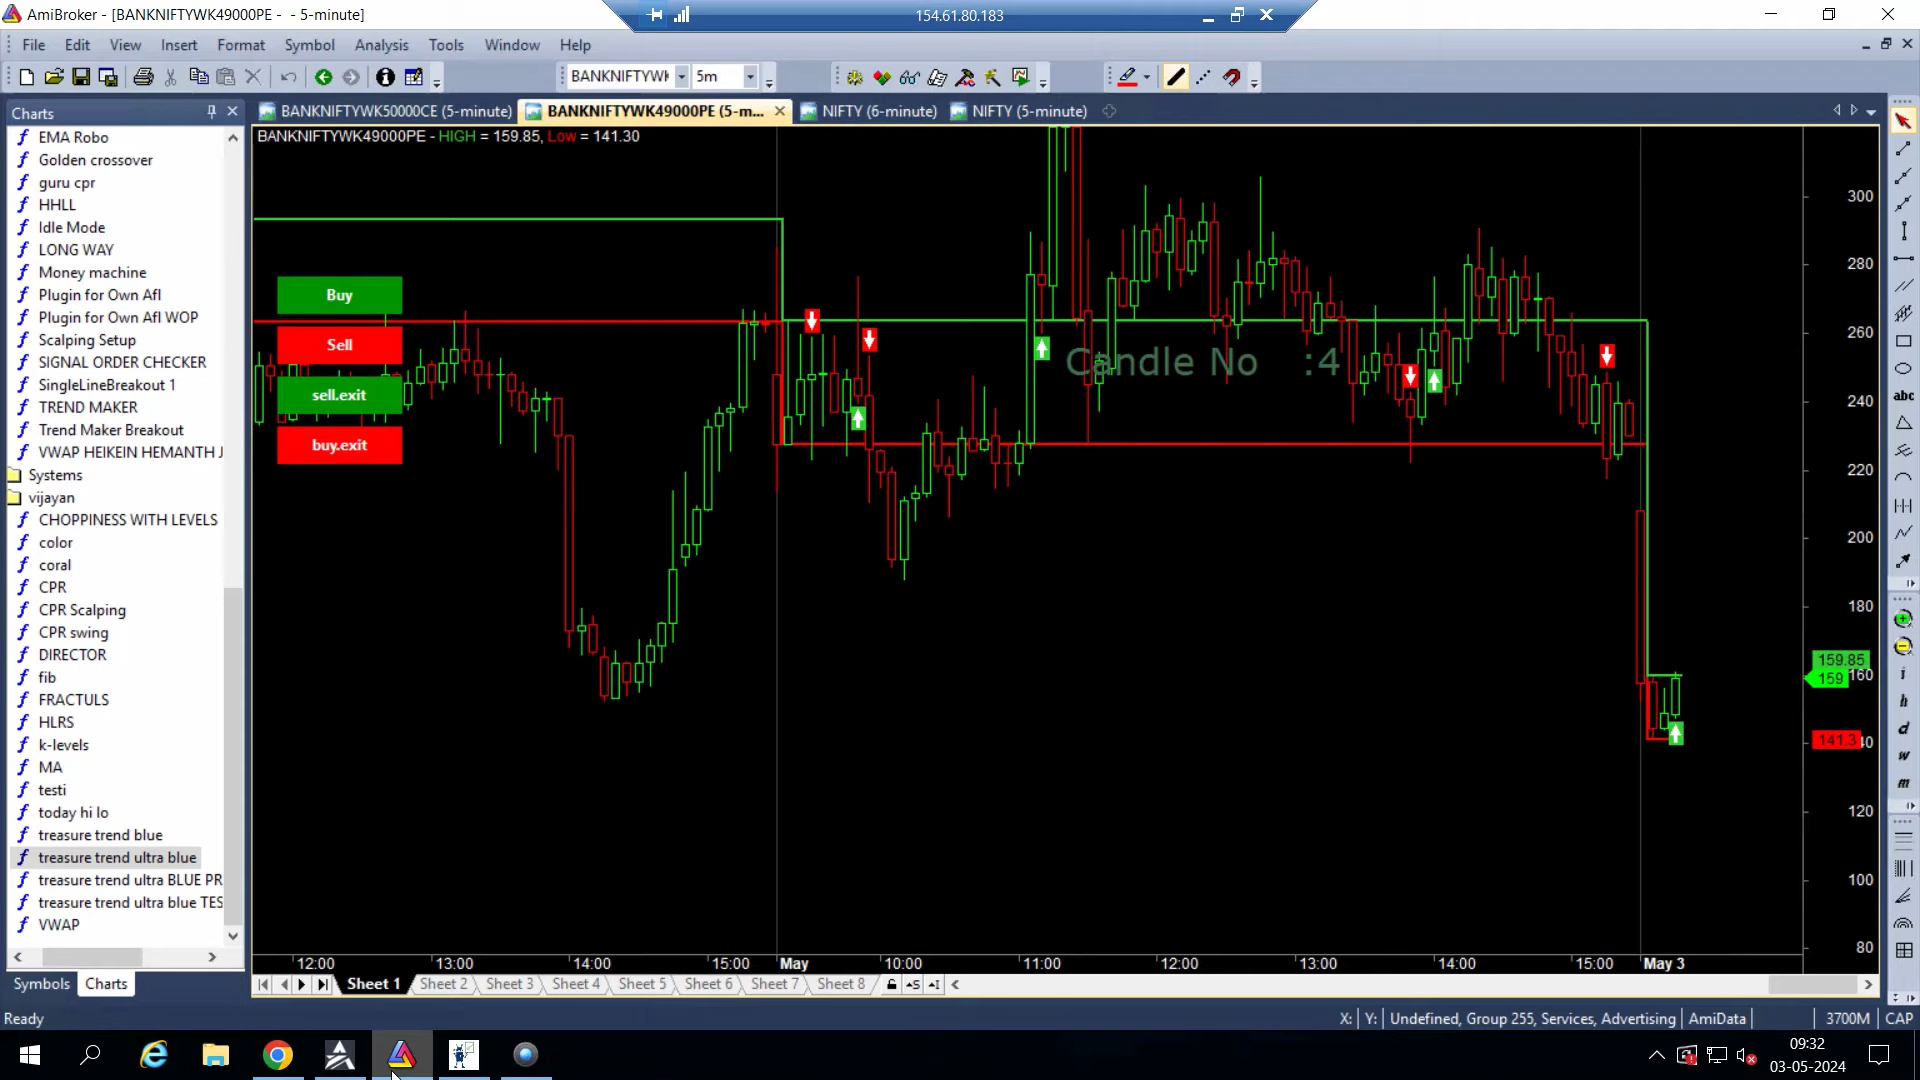 AmiBroker - [BANKNIFTYWK49000PE - - 5-minute]
154.61.80.183
File Edit View Insert Format Symbol Analysis Tools Window Help
BANKNIFTYWK 5m
Charts
BANKNIFTYWK50000CE (5-minute) BANKNIFTYWK49000PE (5-m... NIFTY (6-minute) NIFTY (5-minute)
BANKNIFTYWK49000PE - HIGH = 159.85, Low = 141.30
EMA Robo
Golden crossover
guru cpr
HHLL
Idle Mode
LONG WAY
Money machine
Plugin for Own Afl
Plugin for Own Afl WOP
Scalping Setup
SIGNAL ORDER CHECKER
SingleLineBreakout 1
TREND MAKER
Trend Maker Breakout
VWAP HEIKEIN HEMANTH J
Systems
vijayan
CHOPPINESS WITH LEVELS
color
coral
CPR
CPR Scalping
CPR swing
DIRECTOR
fib
FRACTULS
HLRS
k-levels
MA
testi
today hi lo
treasure trend blue
treasure trend ultra blue
treasure trend ultra BLUE PR
treasure trend ultra blue TES
VWAP
Symbols Charts
Buy
Sell
sell.exit
buy.exit
Candle No :4
300
280
260
240
220
200
180
159.85
159 160
141.3 40
120
100
80
abc
i
h
d
w
m
12:00 13:00 14:00 15:00 May 10:00 11:00 12:00 13:00 14:00 15:00 May 3
Sheet 1 Sheet 2 Sheet 3 Sheet 4 Sheet 5 Sheet 6 Sheet 7 Sheet 8
Ready
X: Y: Undefined, Group 255, Services, Advertising AmiData 3700M CAP
09:32
03-05-2024